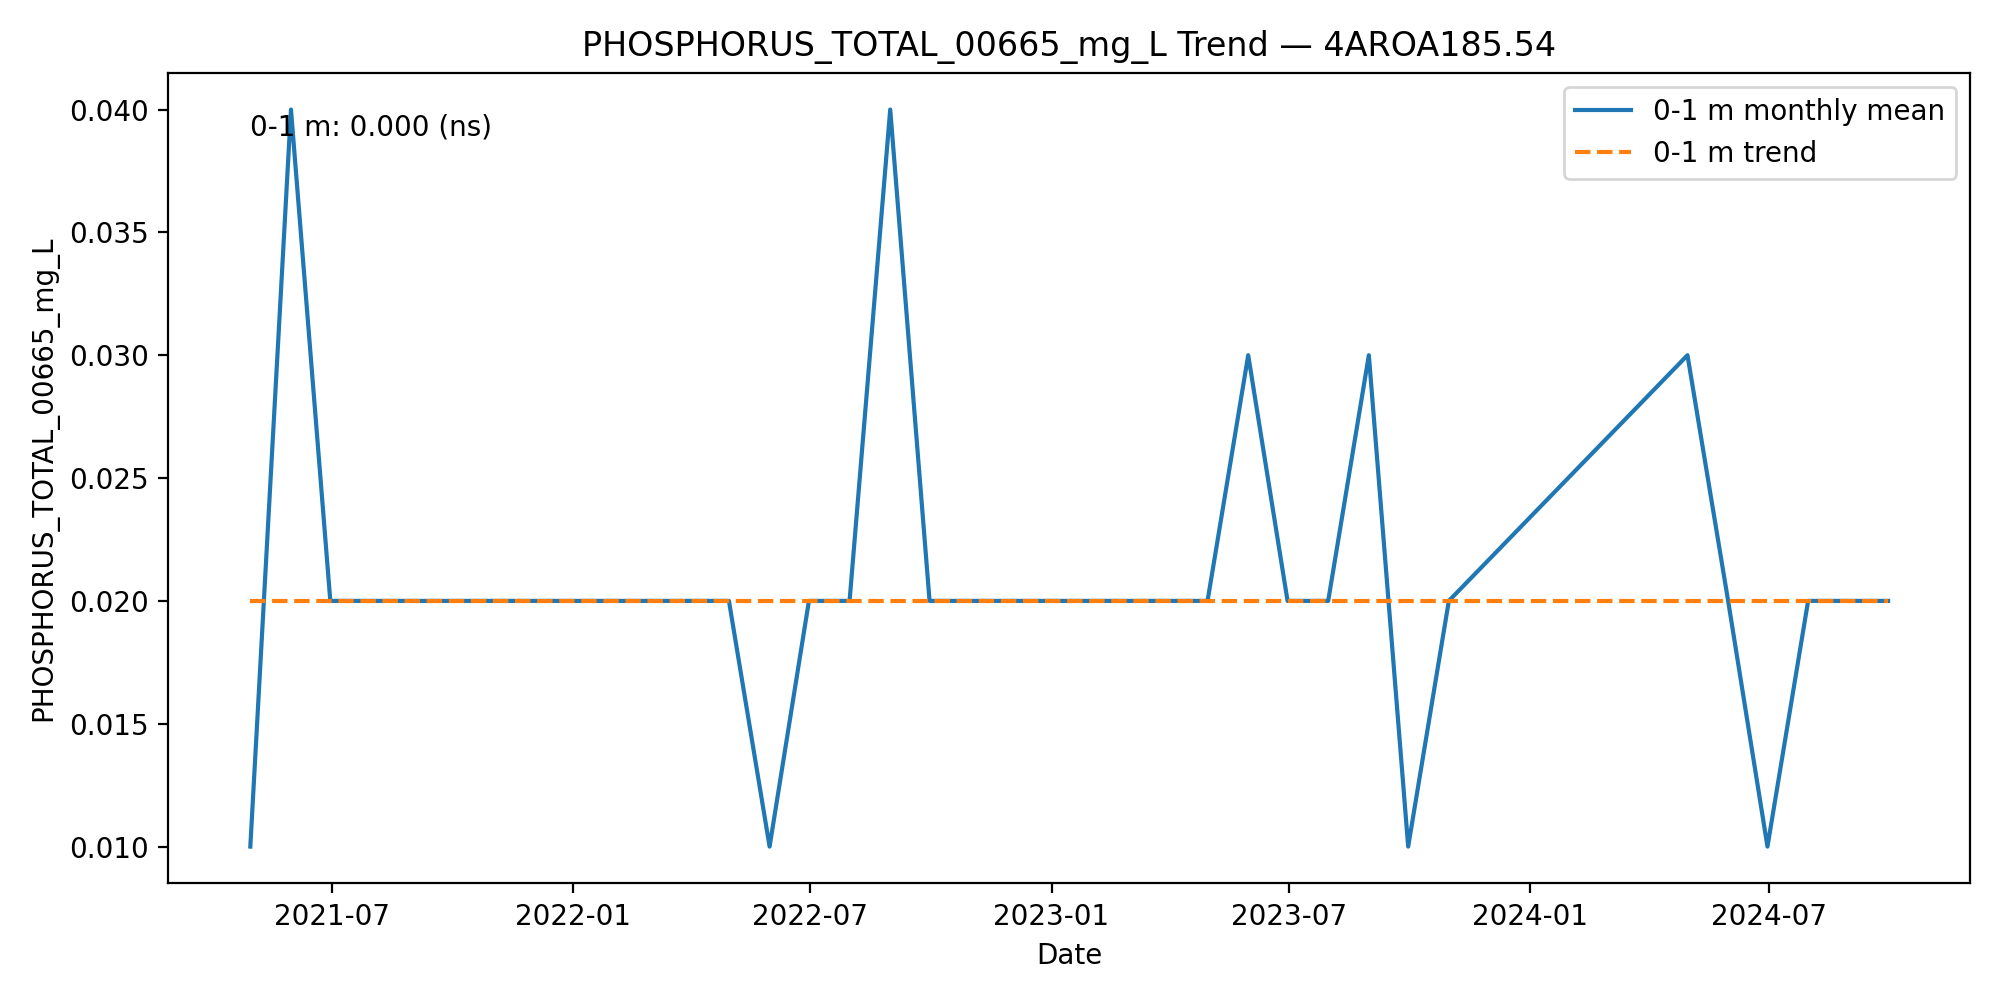 PHOSPHORUS_TOTAL_00665_mg_L Trend — 4AROA185.54
0-1 m: 0.000 (ns)
0-1 m monthly mean
0-1 m trend
PHOSPHORUS_TOTAL_00665_mg_L
0.040
0.035
0.030
0.025
0.020
0.015
0.010
2021-07 2022-01 2022-07 2023-01 2023-07 2024-01 2024-07
Date